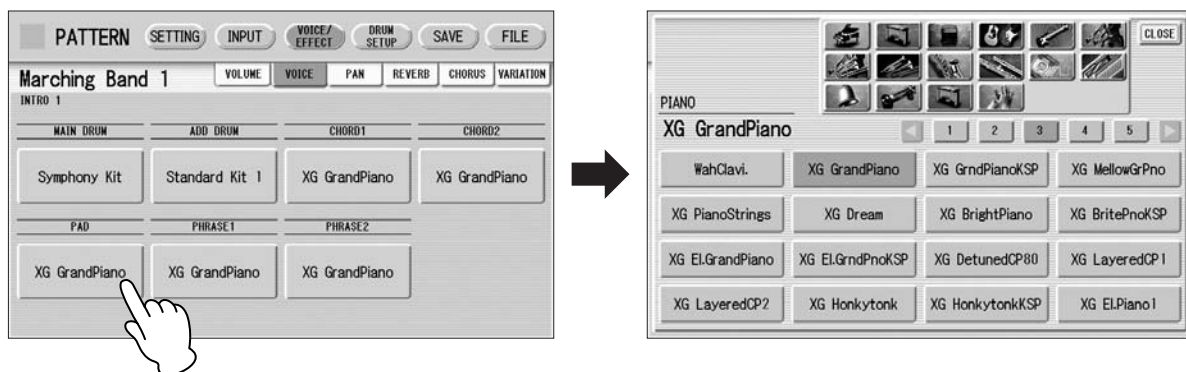 PATTERN SETTING INPUT VOICE/EFFECT DRUM SETUP SAVE FILE
Marching Band 1 VOLUME VOICE PAN REVERB CHORUS VARIATION
INTRO 1
MAIN DRUM ADD DRUM CHORD1 CHORD2
Symphony Kit Standard Kit 1 XG GrandPiano XG GrandPiano
PAD PHRASE1 PHRASE2
XG GrandPiano XG GrandPiano XG GrandPiano
CLOSE
PIANO
XG GrandPiano 1 2 3 4 5
WahClavi. XG GrandPiano XG GrndPianoKSP XG MellowGrPno
XG PianoStrings XG Dream XG BrightPiano XG BritePnoKSP
XG El.GrandPiano XG El.GrndPnoKSP XG DetunedCP80 XG LayeredCP1
XG LayeredCP2 XG Honkytonk XG HonkytonkKSP XG El.Piano1